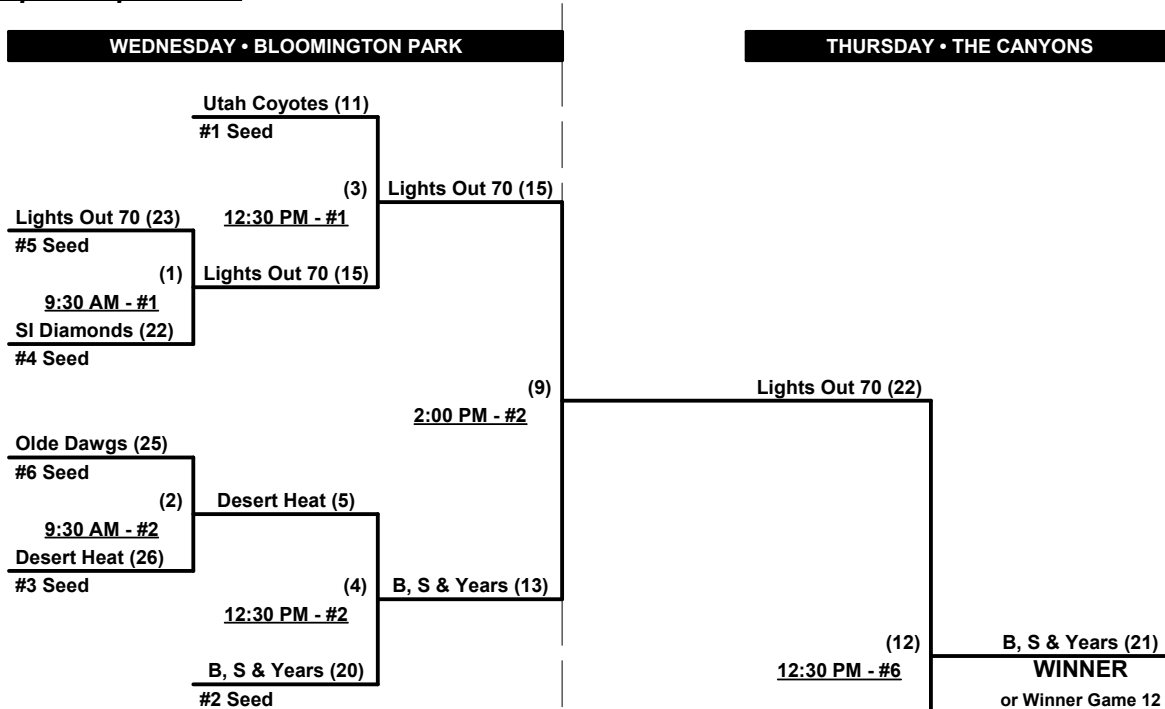 WEDNESDAY • BLOOMINGTON PARK
THURSDAY • THE CANYONS
Utah Coyotes (11)
#1 Seed
(3)
Lights Out 70 (15)
12:30 PM - #1
Lights Out 70 (23)
#5 Seed
(1)
Lights Out 70 (15)
9:30 AM - #1
SI Diamonds (22)
#4 Seed
(9)
Lights Out 70 (22)
2:00 PM - #2
Olde Dawgs (25)
#6 Seed
(2)
Desert Heat (5)
9:30 AM - #2
Desert Heat (26)
#3 Seed
(4)
B, S & Years (13)
12:30 PM - #2
(12)
B, S & Years (21)
B, S & Years (20)
12:30 PM - #6
WINNER
#2 Seed
or Winner Game 12